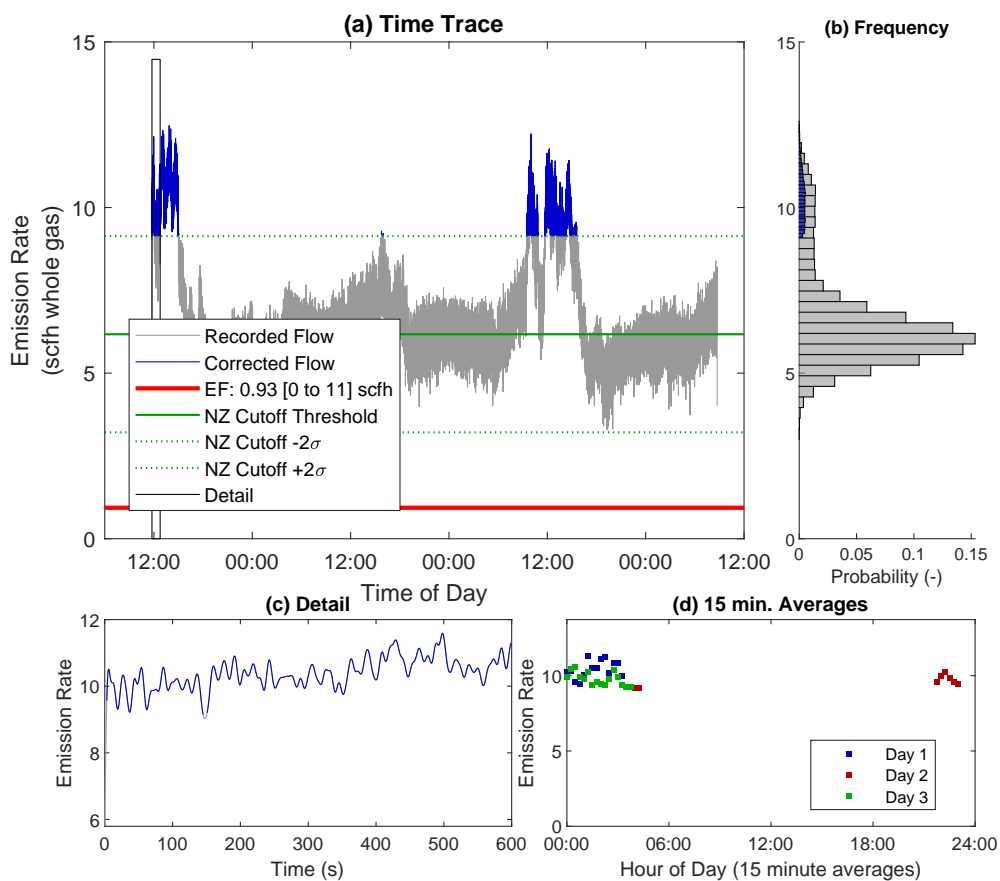 (a) Time Trace
15
10
5
0
Emission Rate
(scfh whole gas)
Recorded Flow
Corrected Flow
EF: 0.93 [0 to 11] scfh
NZ Cutoff Threshold
NZ Cutoff -2σ
NZ Cutoff +2σ
Detail
12:00 00:00 12:00 00:00 12:00 00:00 12:00
Time of Day
(b) Frequency
15
10
5
0
0 0.05 0.1 0.15
Probability (-)
(c) Detail
12
10
8
6
Emission Rate
0 100 200 300 400 500 600
Time (s)
(d) 15 min. Averages
10
5
0
Emission Rate
Day 1
Day 2
Day 3
00:00 06:00 12:00 18:00 24:00
Hour of Day (15 minute averages)